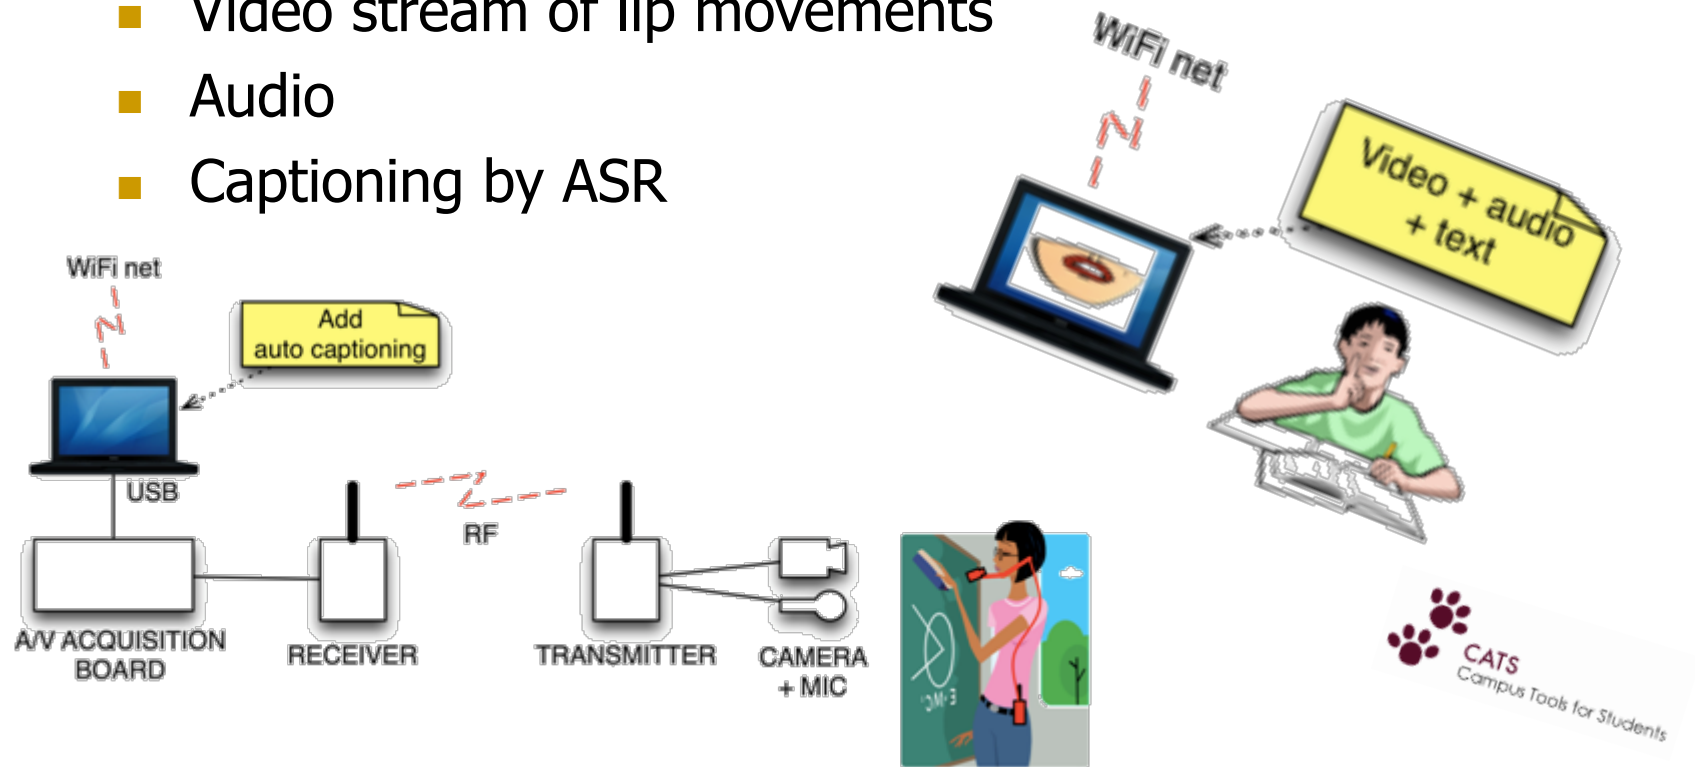 Video stream of lip movements
Audio
Captioning by ASR
WiFi net
Video + audio
+ text
WiFi net
Add
auto captioning
USB
RF
A/V ACQUISITION
BOARD
RECEIVER
TRANSMITTER
CAMERA
+ MIC
CATS
Campus Tools for Students